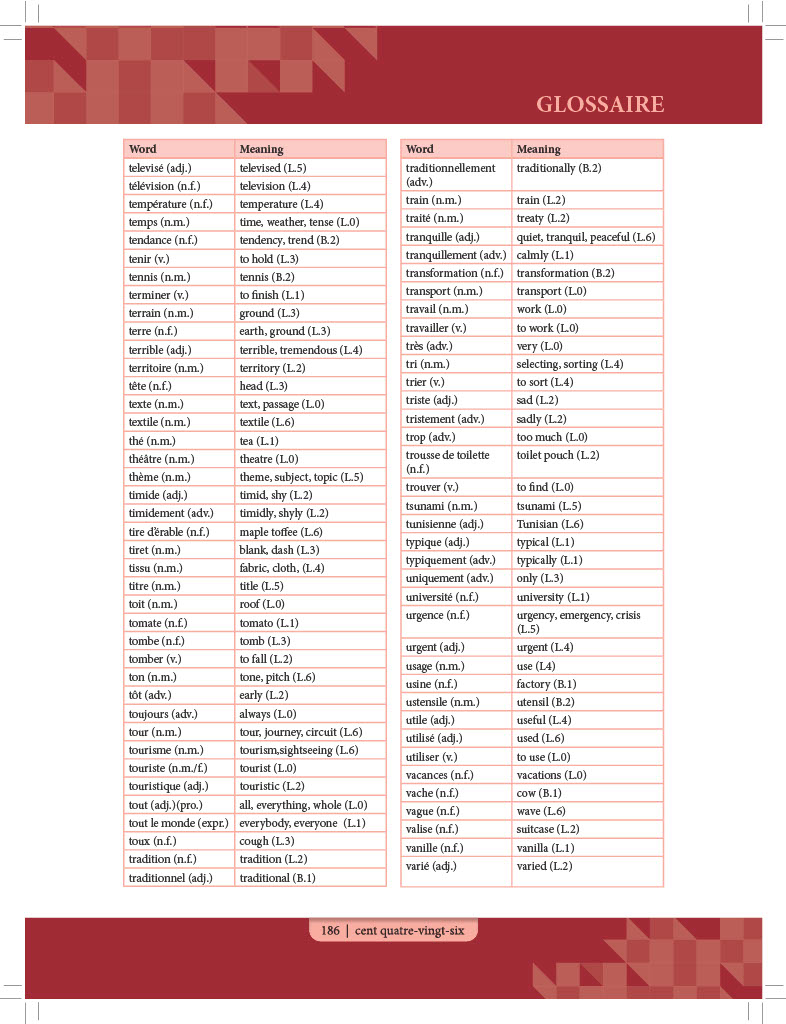 GLOSSAIRE
Word Meaning
televisé (adj.) televised (L.5)
télévision (n.f.) television (L.4)
température (n.f.) temperature (L.4)
temps (n.m.) time, weather, tense (L.0)
tendance (n.f.) tendency, trend (B.2)
tenir (v.) to hold (L.3)
tennis (n.m.) tennis (B.2)
terminer (v.) to finish (L.1)
terrain (n.m.) ground (L.3)
terre (n.f.) earth, ground (L.3)
terrible (adj.) terrible, tremendous (L.4)
territoire (n.m.) territory (L.2)
tête (n.f.) head (L.3)
texte (n.m.) text, passage (L.0)
textile (n.m.) textile (L.6)
thé (n.m.) tea (L.1)
théâtre (n.m.) theatre (L.0)
thème (n.m.) theme, subject, topic (L.5)
timide (adj.) timid, shy (L.2)
timidement (adv.) timidly, shyly (L.2)
tire d'érable (n.f.) maple toffee (L.6)
tiret (n.m.) blank, dash (L.3)
tissu (n.m.) fabric, cloth, (L.4)
titre (n.m.) title (L.5)
toit (n.m.) roof (L.0)
tomate (n.f.) tomato (L.1)
tombe (n.f.) tomb (L.3)
tomber (v.) to fall (L.2)
ton (n.m.) tone, pitch (L.6)
tôt (adv.) early (L.2)
toujours (adv.) always (L.0)
tour (n.m.) tour, journey, circuit (L.6)
tourisme (n.m.) tourism,sightseeing (L.6)
touriste (n.m./f.) tourist (L.0)
touristique (adj.) touristic (L.2)
tout (adj.)(pro.) all, everything, whole (L.0)
tout le monde (expr.) everybody, everyone (L.1)
toux (n.f.) cough (L.3)
tradition (n.f.) tradition (L.2)
traditionnel (adj.) traditional (B.1)
Word Meaning
traditionnellement traditionally (B.2)
(adv.)
train (n.m.) train (L.2)
traité (n.m.) treaty (L.2)
tranquille (adj.) quiet, tranquil, peaceful (L.6)
tranquillement (adv.) calmly (L.1)
transformation (n.f.) transformation (B.2)
transport (n.m.) transport (L.0)
travail (n.m.) work (L.0)
travailler (v.) to work (L.0)
très (adv.) very (L.0)
tri (n.m.) selecting, sorting (L.4)
trier (v.) to sort (L.4)
triste (adj.) sad (L.2)
tristement (adv.) sadly (L.2)
trop (adv.) too much (L.0)
trousse de toilette toilet pouch (L.2)
(n.f.)
trouver (v.) to find (L.0)
tsunami (n.m.) tsunami (L.5)
tunisienne (adj.) Tunisian (L.6)
typique (adj.) typical (L.1)
typiquement (adv.) typically (L.1)
uniquement (adv.) only (L.3)
université (n.f.) university (L.1)
urgence (n.f.) urgency, emergency, crisis
(L.5)
urgent (adj.) urgent (L.4)
usage (n.m.) use (L4)
usine (n.f.) factory (B.1)
ustensile (n.m.) utensil (B.2)
utile (adj.) useful (L.4)
utilisé (adj.) used (L.6)
utiliser (v.) to use (L.0)
vacances (n.f.) vacations (L.0)
vache (n.f.) cow (B.1)
vague (n.f.) wave (L.6)
valise (n.f.) suitcase (L.2)
vanille (n.f.) vanilla (L.1)
varié (adj.) varied (L.2)
186 | cent quatre-vingt-six